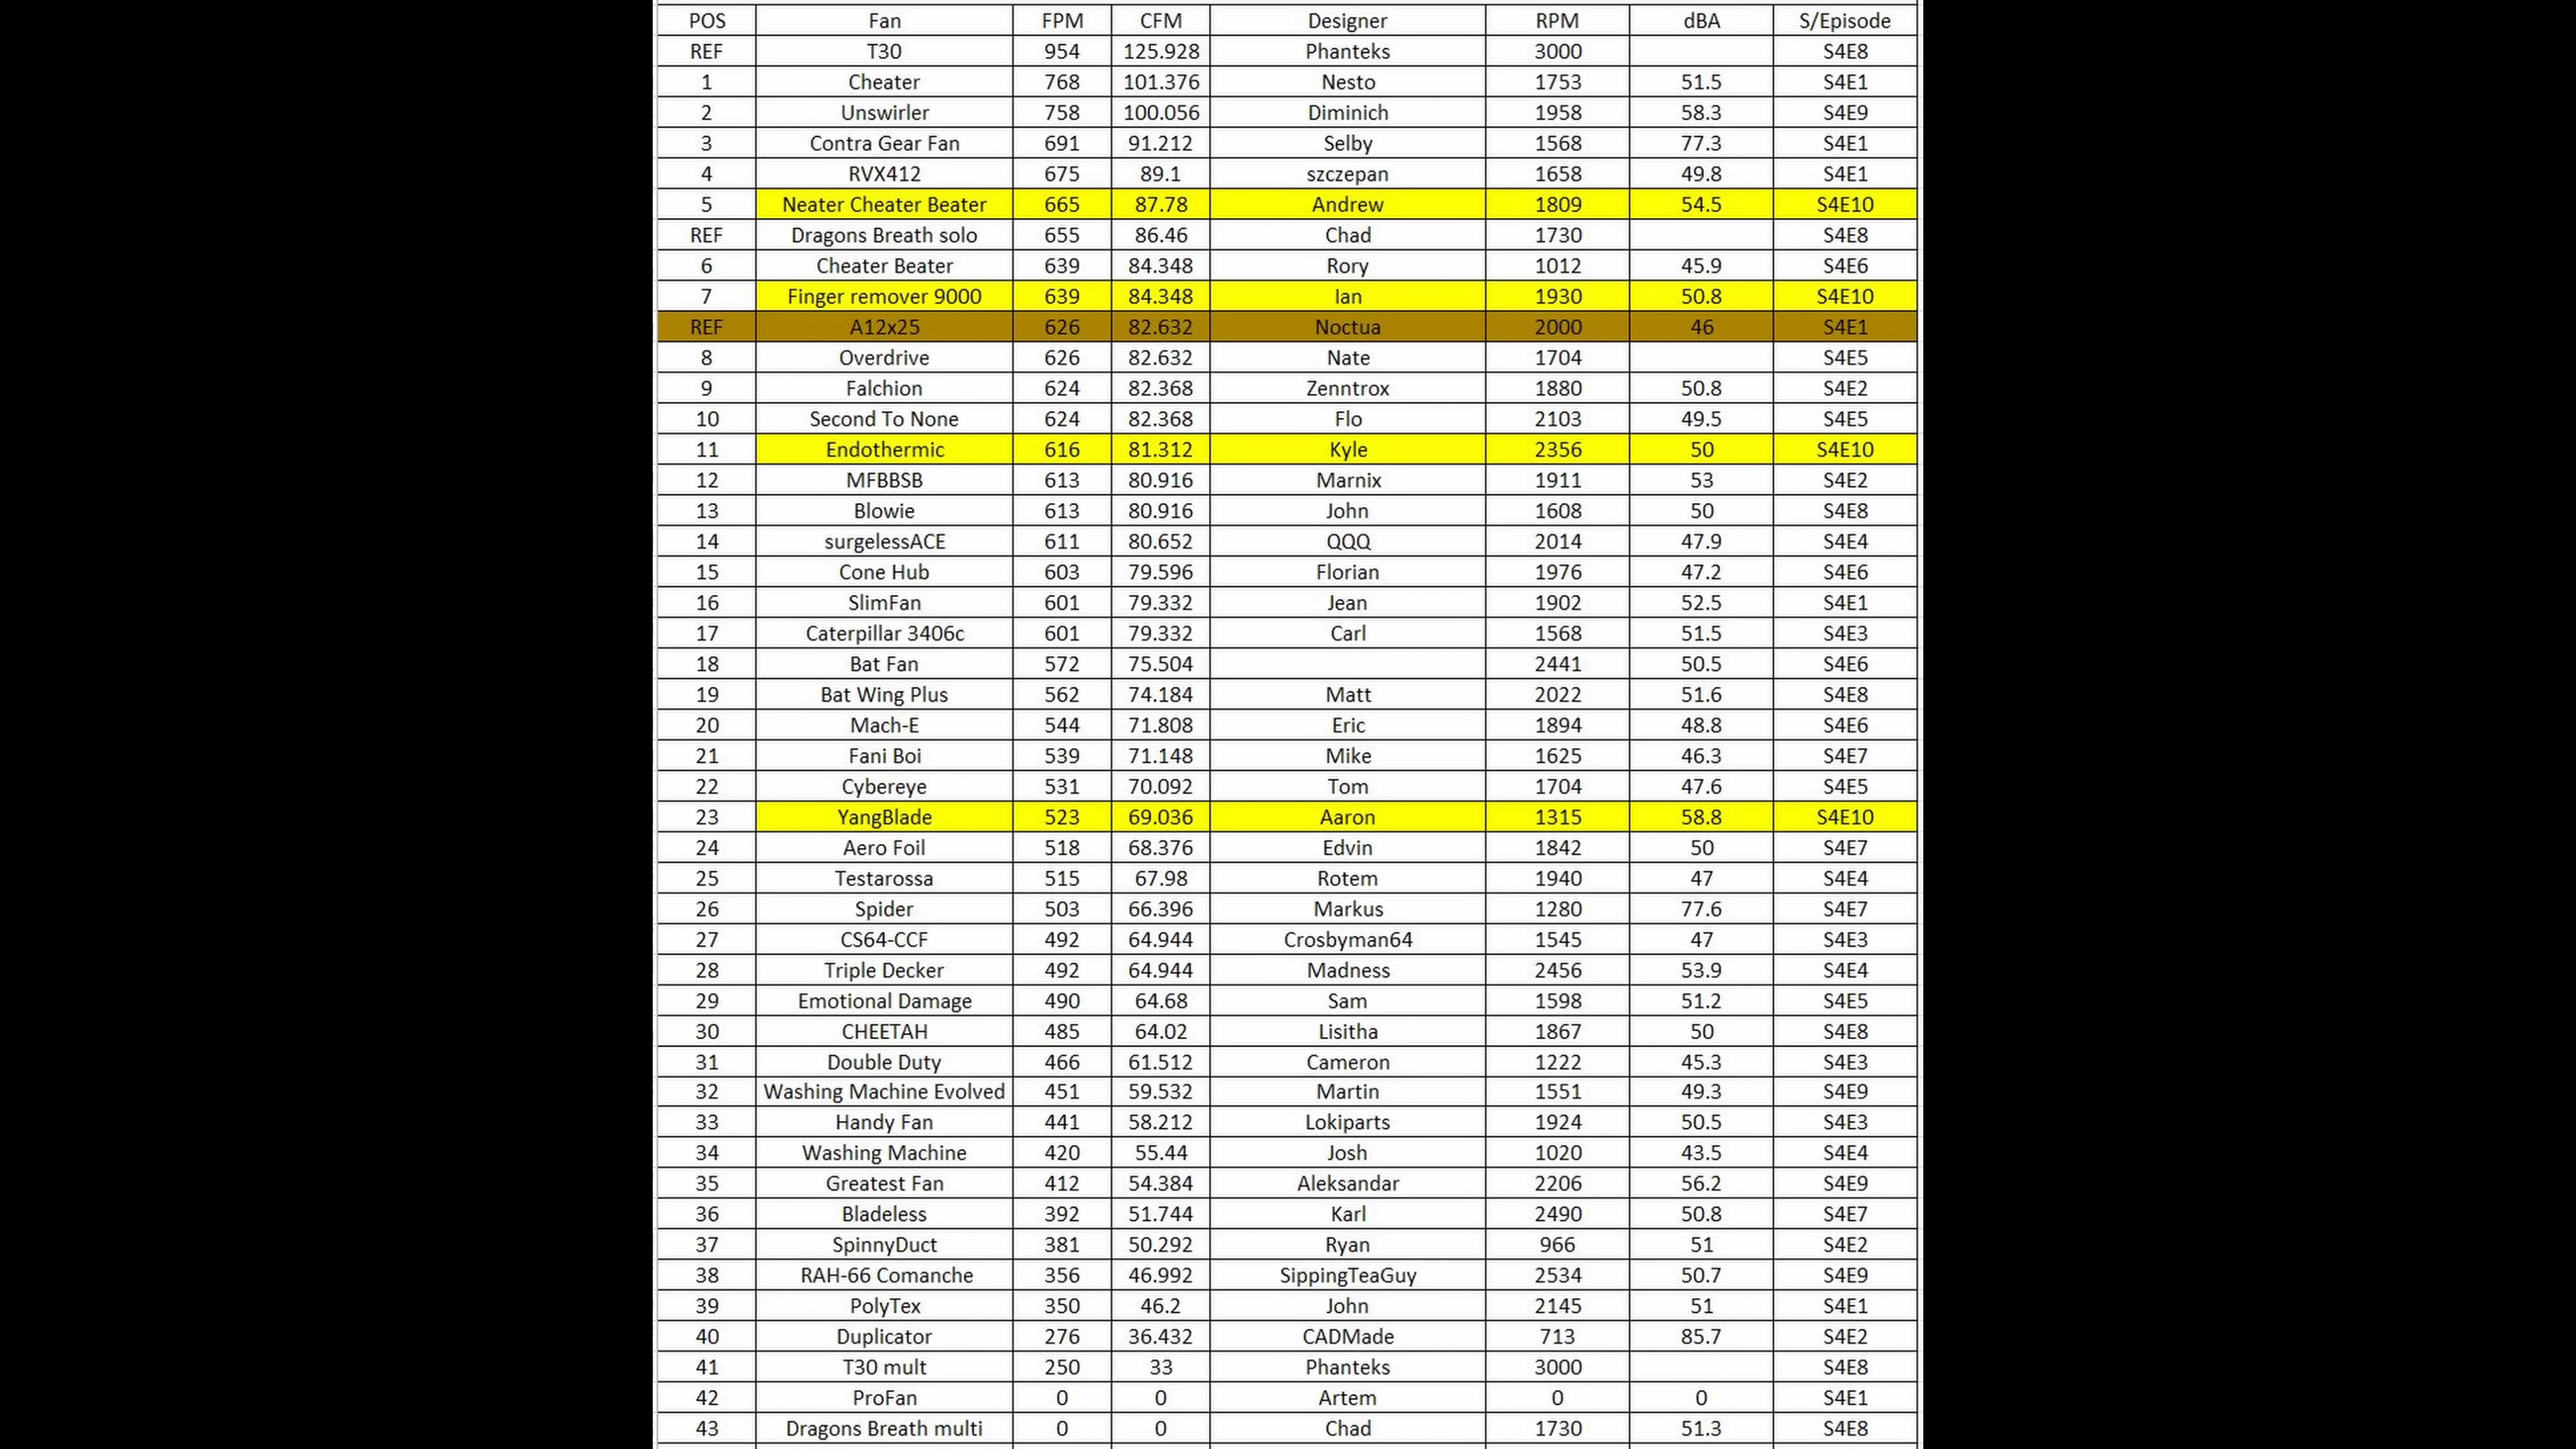 POS Fan FPM CFM Designer RPM dBA S/Episode
REF T30 954 125.928 Phanteks 3000 S4E8
1 Cheater 768 101.376 Nesto 1753 51.5 S4E1
2 Unswirler 758 100.056 Diminich 1958 58.3 S4E9
3 Contra Gear Fan 691 91.212 Selby 1568 77.3 S4E1
4 RVX412 675 89.1 szczepan 1658 49.8 S4E1
5 Neater Cheater Beater 665 87.78 Andrew 1809 54.5 S4E10
REF Dragons Breath solo 655 86.46 Chad 1730 S4E8
6 Cheater Beater 639 84.348 Rory 1012 45.9 S4E6
7 Finger remover 9000 639 84.348 Ian 1930 50.8 S4E10
REF A12x25 626 82.632 Noctua 2000 46 S4E1
8 Overdrive 626 82.632 Nate 1704 S4E5
9 Falchion 624 82.368 Zenntrox 1880 50.8 S4E2
10 Second To None 624 82.368 Flo 2103 49.5 S4E5
11 Endothermic 616 81.312 Kyle 2356 50 S4E10
12 MFBBSB 613 80.916 Marnix 1911 53 S4E2
13 Blowie 613 80.916 John 1608 50 S4E8
14 surgelessACE 611 80.652 QQQ 2014 47.9 S4E4
15 Cone Hub 603 79.596 Florian 1976 47.2 S4E6
16 SlimFan 601 79.332 Jean 1902 52.5 S4E1
17 Caterpillar 3406c 601 79.332 Carl 1568 51.5 S4E3
18 Bat Fan 572 75.504 2441 50.5 S4E6
19 Bat Wing Plus 562 74.184 Matt 2022 51.6 S4E8
20 Mach-E 544 71.808 Eric 1894 48.8 S4E6
21 Fani Boi 539 71.148 Mike 1625 46.3 S4E7
22 Cybereye 531 70.092 Tom 1704 47.6 S4E5
23 YangBlade 523 69.036 Aaron 1315 58.8 S4E10
24 Aero Foil 518 68.376 Edvin 1842 50 S4E7
25 Testarossa 515 67.98 Rotem 1940 47 S4E4
26 Spider 503 66.396 Markus 1280 77.6 S4E7
27 CS64-CCF 492 64.944 Crosbyman64 1545 47 S4E3
28 Triple Decker 492 64.944 Madness 2456 53.9 S4E4
29 Emotional Damage 490 64.68 Sam 1598 51.2 S4E5
30 CHEETAH 485 64.02 Lisitha 1867 50 S4E8
31 Double Duty 466 61.512 Cameron 1222 45.3 S4E3
32 Washing Machine Evolved 451 59.532 Martin 1551 49.3 S4E9
33 Handy Fan 441 58.212 Lokiparts 1924 50.5 S4E3
34 Washing Machine 420 55.44 Josh 1020 43.5 S4E4
35 Greatest Fan 412 54.384 Aleksandar 2206 56.2 S4E9
36 Bladeless 392 51.744 Karl 2490 50.8 S4E7
37 SpinnyDuct 381 50.292 Ryan 966 51 S4E2
38 RAH-66 Comanche 356 46.992 SippingTeaGuy 2534 50.7 S4E9
39 PolyTex 350 46.2 John 2145 51 S4E1
40 Duplicator 276 36.432 CADMade 713 85.7 S4E2
41 T30 mult 250 33 Phanteks 3000 S4E8
42 ProFan 0 0 Artem 0 0 S4E1
43 Dragons Breath multi 0 0 Chad 1730 51.3 S4E8